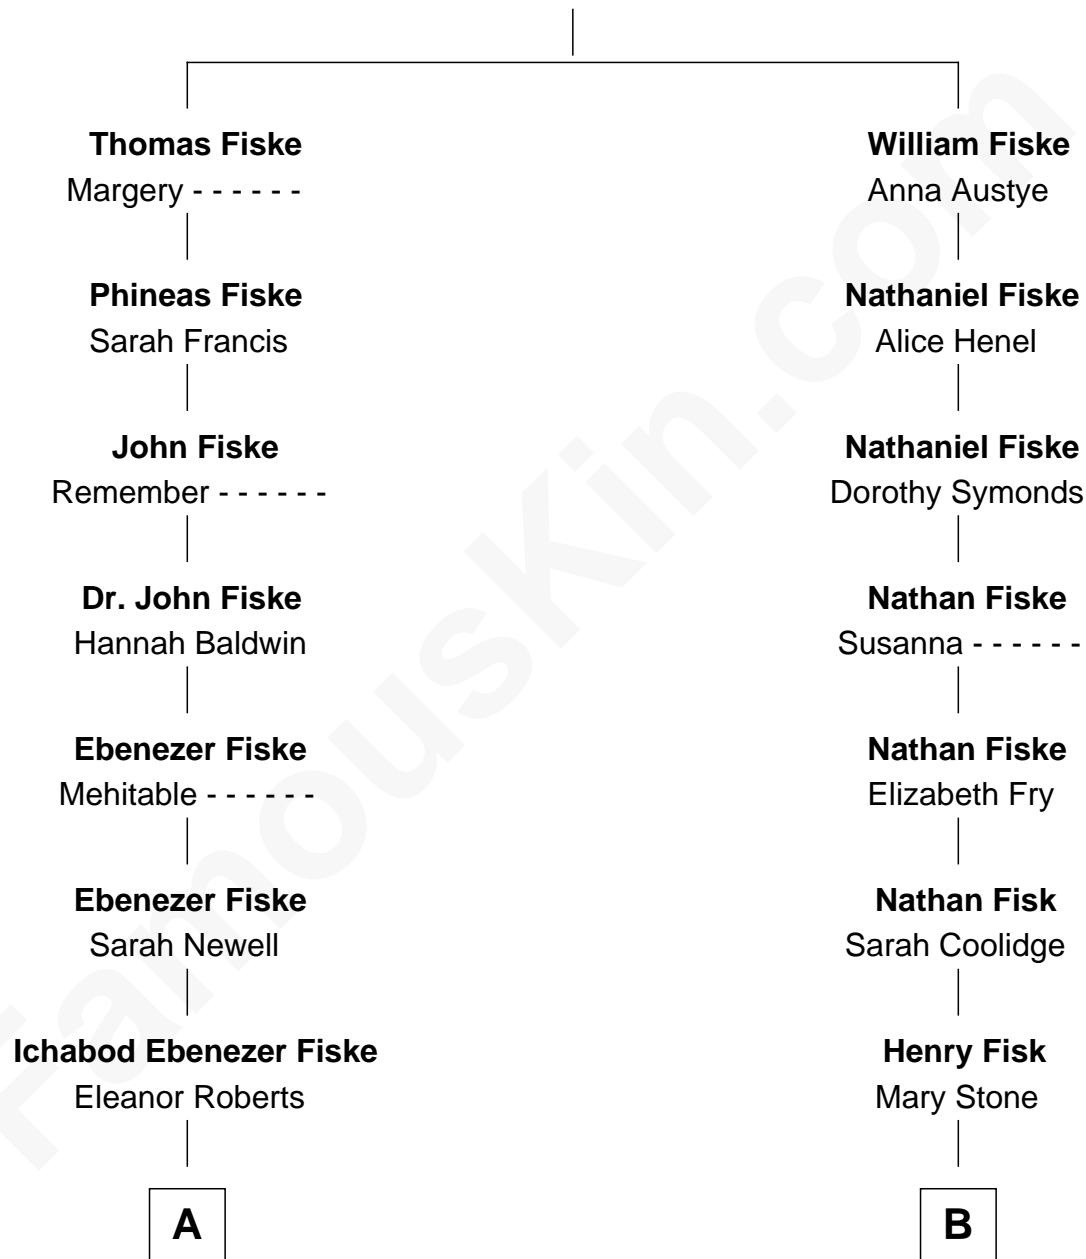 Thomas Fiske
Margery - - - - - -
William Fiske
Anna Austye
Phineas Fiske
Sarah Francis
Nathaniel Fiske
Alice Henel
John Fiske
Remember - - - - - -
Nathaniel Fiske
Dorothy Symonds
Dr. John Fiske
Hannah Baldwin
Nathan Fiske
Susanna - - - - - -
Ebenezer Fiske
Mehitable - - - - - -
Nathan Fiske
Elizabeth Fry
Ebenezer Fiske
Sarah Newell
Nathan Fisk
Sarah Coolidge
Ichabod Ebenezer Fiske
Eleanor Roberts
Henry Fisk
Mary Stone
A
B
FamousKin.com